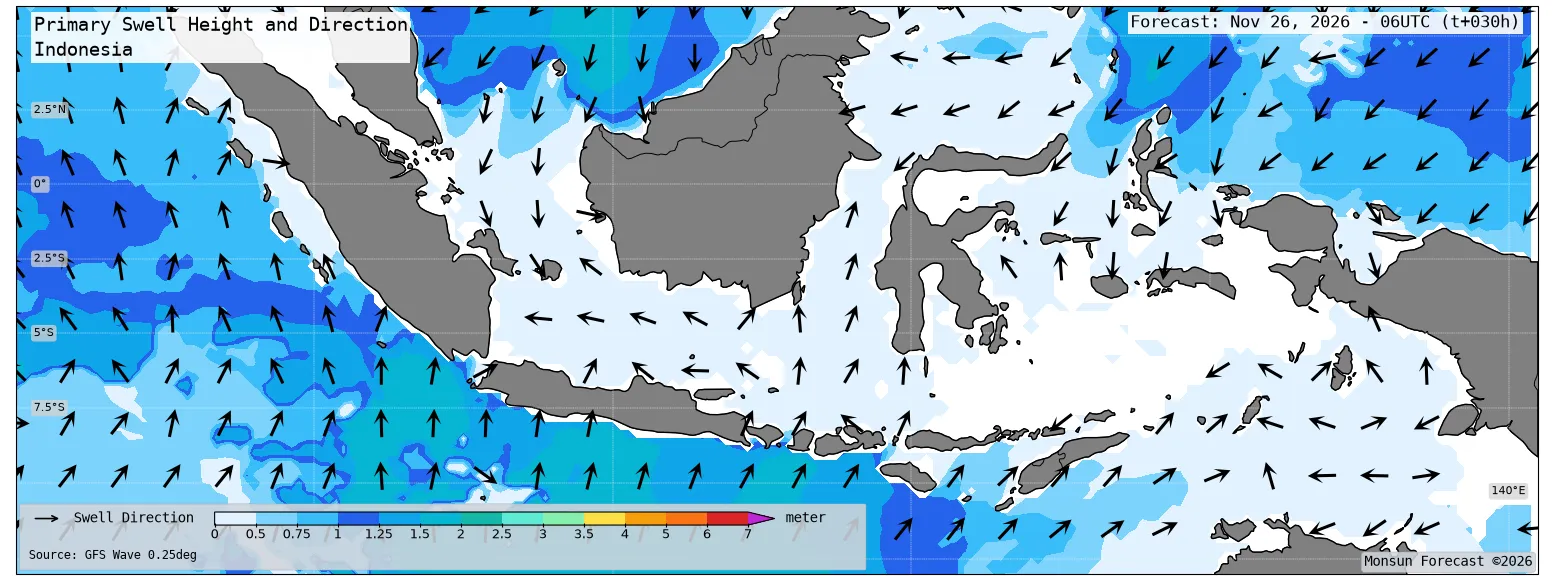 Primary Swell Height and Direction
Indonesia
Forecast: Nov 26, 2026 - 06UTC (t+030h)
2.5°N
0°
2.5°S
5°S
7.5°S
140°E
Swell Direction
0 0.5 0.75 1 1.25 1.5 2 2.5 3 3.5 4 5 6 7 meter
Source: GFS Wave 0.25deg
Monsun Forecast ©2026